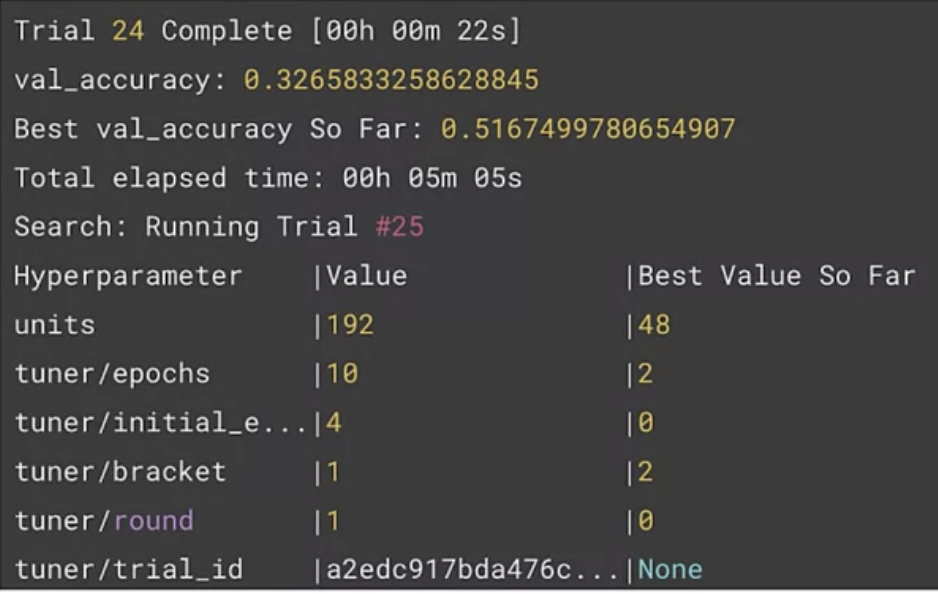 Trial 24 Complete [00h 00m 22s]
val_accuracy: 0.3265833258628845
Best val_accuracy So Far: 0.5167499780654907
Total elapsed time: 00h 05m 05s
Search: Running Trial #25
Hyperparameter |Value |Best Value So Far
units |192 |48
tuner/epochs |10 |2
tuner/initial_e...|4 |0
tuner/bracket |1 |2
tuner/round |1 |0
tuner/trial_id |a2edc917bda476c...|None